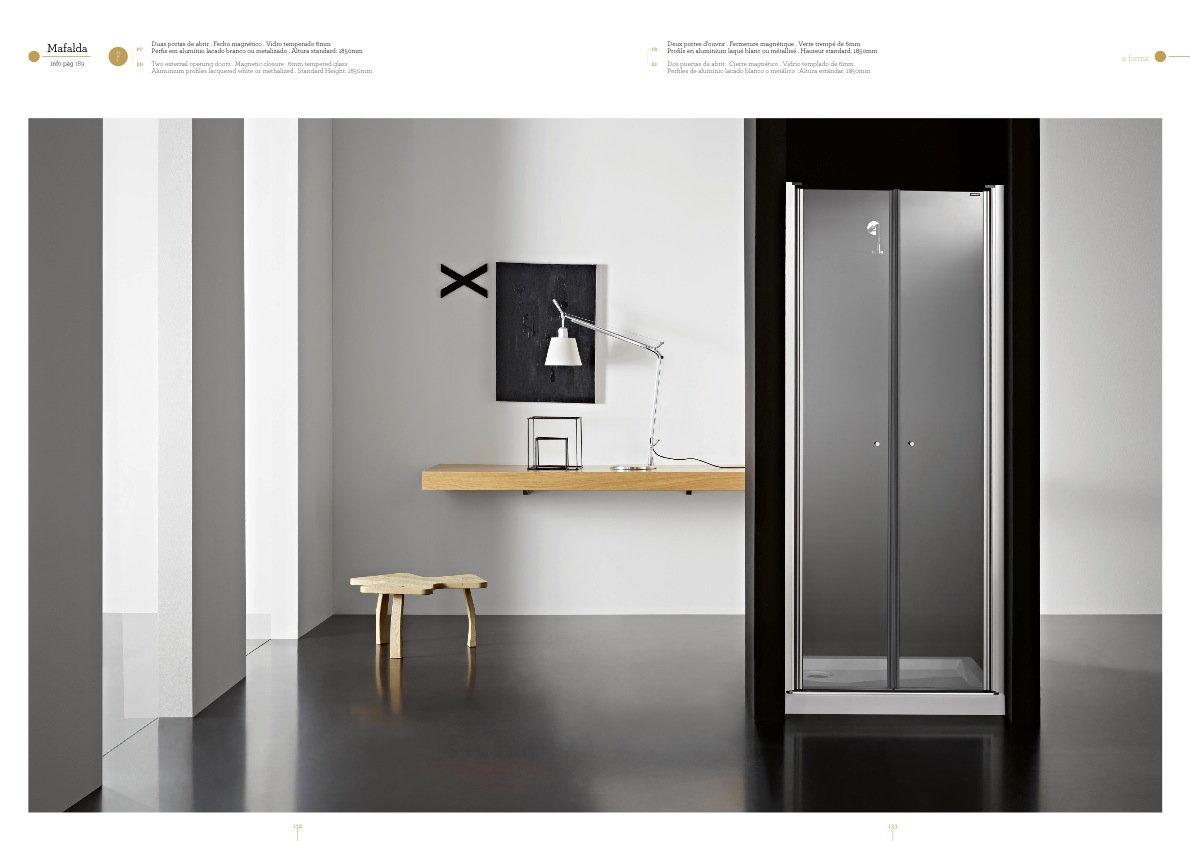 Mafalda
info pag 189
?
PT
Duas portas de abrir . Fecho magnético . Vidro temperado 6mm
Perfis em alumínio lacado branco ou metalizado . Altura standard: 1850mm
EN
Two external opening doors . Magnetic closure . 6mm tempered glass
Aluminium profiles lacquered white or methalized . Standard Height: 1850mm
FR
Deux portes d'ouvrir . Fermeture magnétique . Verre trempé de 6mm
Profilé en aluminium laqué blanc ou métallisé . Hauteur standard: 1850mm
ES
Dos puertas de abrir . Cierre magnético . Vidrio templado de 6mm
Perfiles de alumínio lacado blanco o metálico . Altura estándar: 1850mm
a forma
132
133